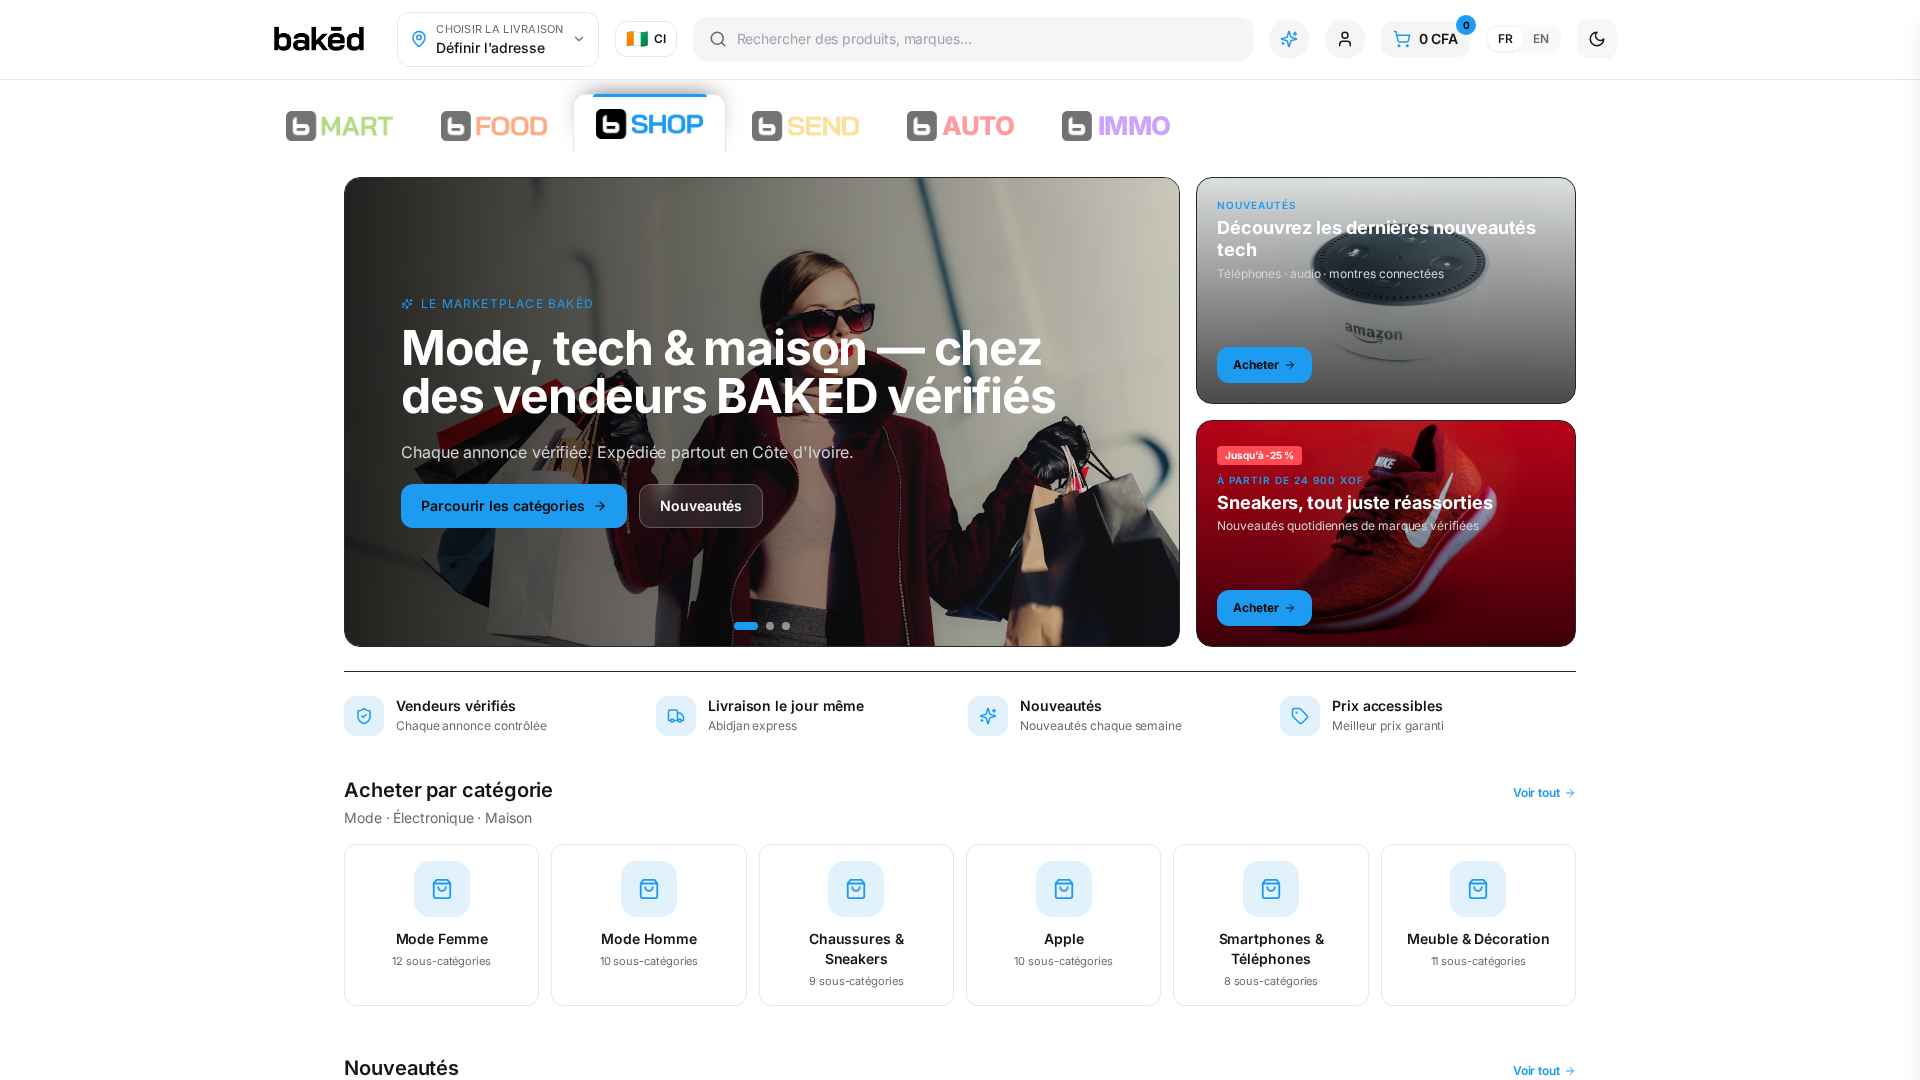 bakēd
CHOISIR LA LIVRAISON
Définir l'adresse
CI
Rechercher des produits, marques...
0 CFA
0
FR
EN
b MART
b FOOD
b SHOP
b SEND
b AUTO
b IMMO
LE MARKETPLACE BAKĒD
Mode, tech & maison — chez
des vendeurs BAKĒD vérifiés
Chaque annonce vérifiée. Expédiée partout en Côte d'Ivoire.
Parcourir les catégories
Nouveautés
NOUVEAUTÉS
Découvrez les dernières nouveautés
tech
Téléphones · audio · montres connectées
amazon
Acheter
Jusqu'à -25 %
À PARTIR DE 24 900 XOF
NIKE
Sneakers, tout juste réassorties
Nouveautés quotidiennes de marques vérifiées
Acheter
Vendeurs vérifiés
Chaque annonce contrôlée
Livraison le jour même
Abidjan express
Nouveautés
Nouveautés chaque semaine
Prix accessibles
Meilleur prix garanti
Acheter par catégorie
Voir tout
Mode · Électronique · Maison
Mode Femme
12 sous-catégories
Mode Homme
10 sous-catégories
Chaussures &
Sneakers
9 sous-catégories
Apple
10 sous-catégories
Smartphones &
Téléphones
8 sous-catégories
Meuble & Décoration
11 sous-catégories
Nouveautés
Voir tout